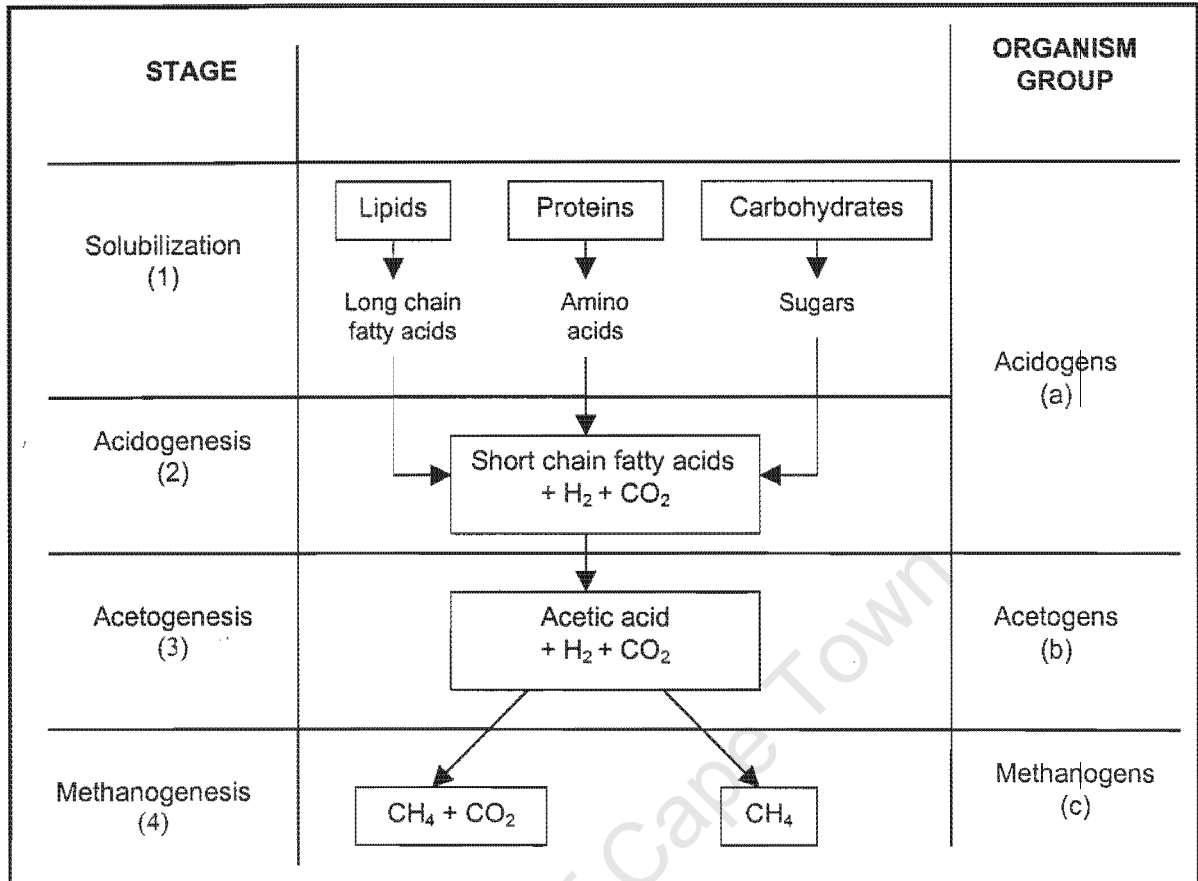 STAGE
ORGANISM
GROUP
Lipids
Proteins
Carbohydrates
Solubilization
(1)
Long chain
fatty acids
Amino
acids
Sugars
Acidogens
(a)
Acidogenesis
(2)
Short chain fatty acids
+ H₂ + CO₂
Acetogenesis
(3)
Acetic acid
+ H₂ + CO₂
Acetogens
(b)
Methanogenesis
(4)
CH₄ + CO₂
CH₄
Methanogens
(c)
Cape Town